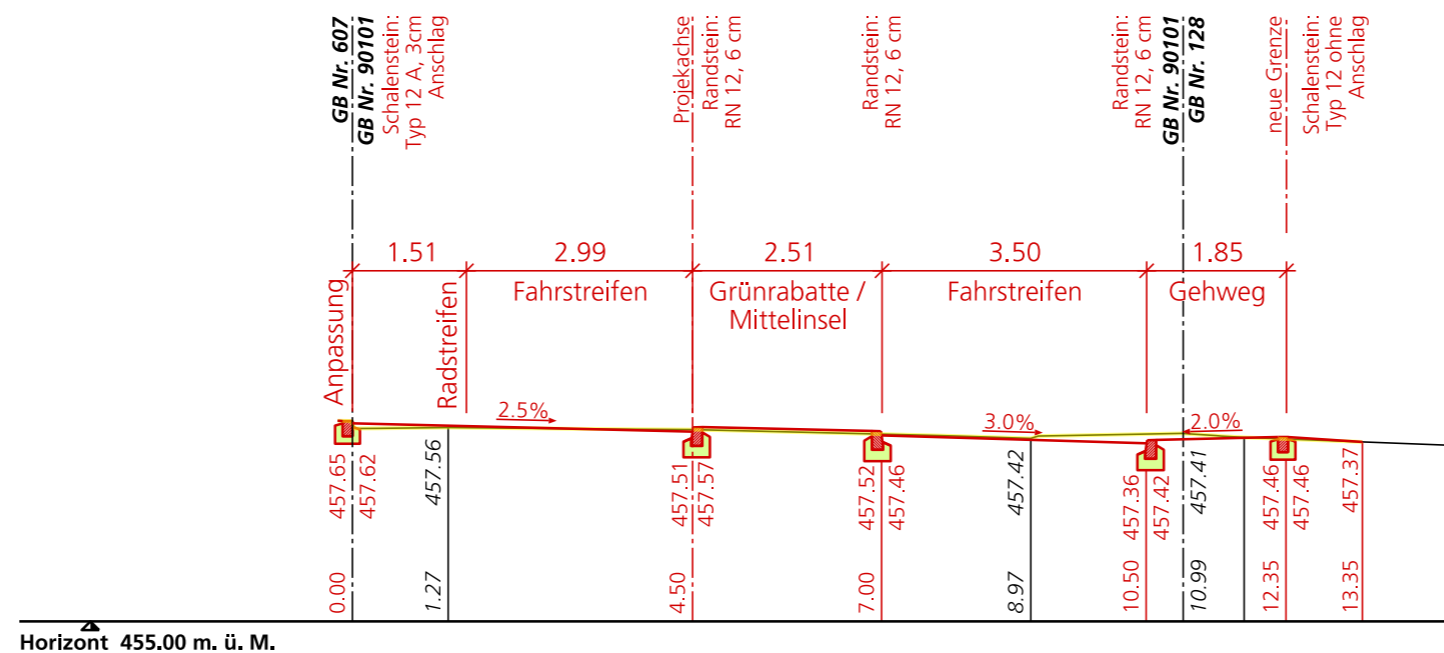 GB Nr. 607
GB Nr. 90101
Schalenstein:
Typ 12 A, 3cm
Anschlag
Projekachse
Randstein:
RN 12, 6 cm
Randstein:
RN 12, 6 cm
Randstein:
RN 12, 6 cm
GB Nr. 90101
GB Nr. 128
neue Grenze
Schalenstein:
Typ 12 ohne
Anschlag
1.51
2.99
2.51
3.50
1.85
Anpassung
Radstreifen
Fahrstreifen
Grünrabatte /
Mittelinsel
Fahrstreifen
Gehweg
2.5%
3.0%
2.0%
457.65
457.62
457.56
457.51
457.57
457.52
457.46
457.42
457.36
457.42
457.41
457.46
457.46
457.37
0.00
1.27
4.50
7.00
8.97
10.50
10.99
12.35
13.35
Horizont 455.00 m. ü. M.